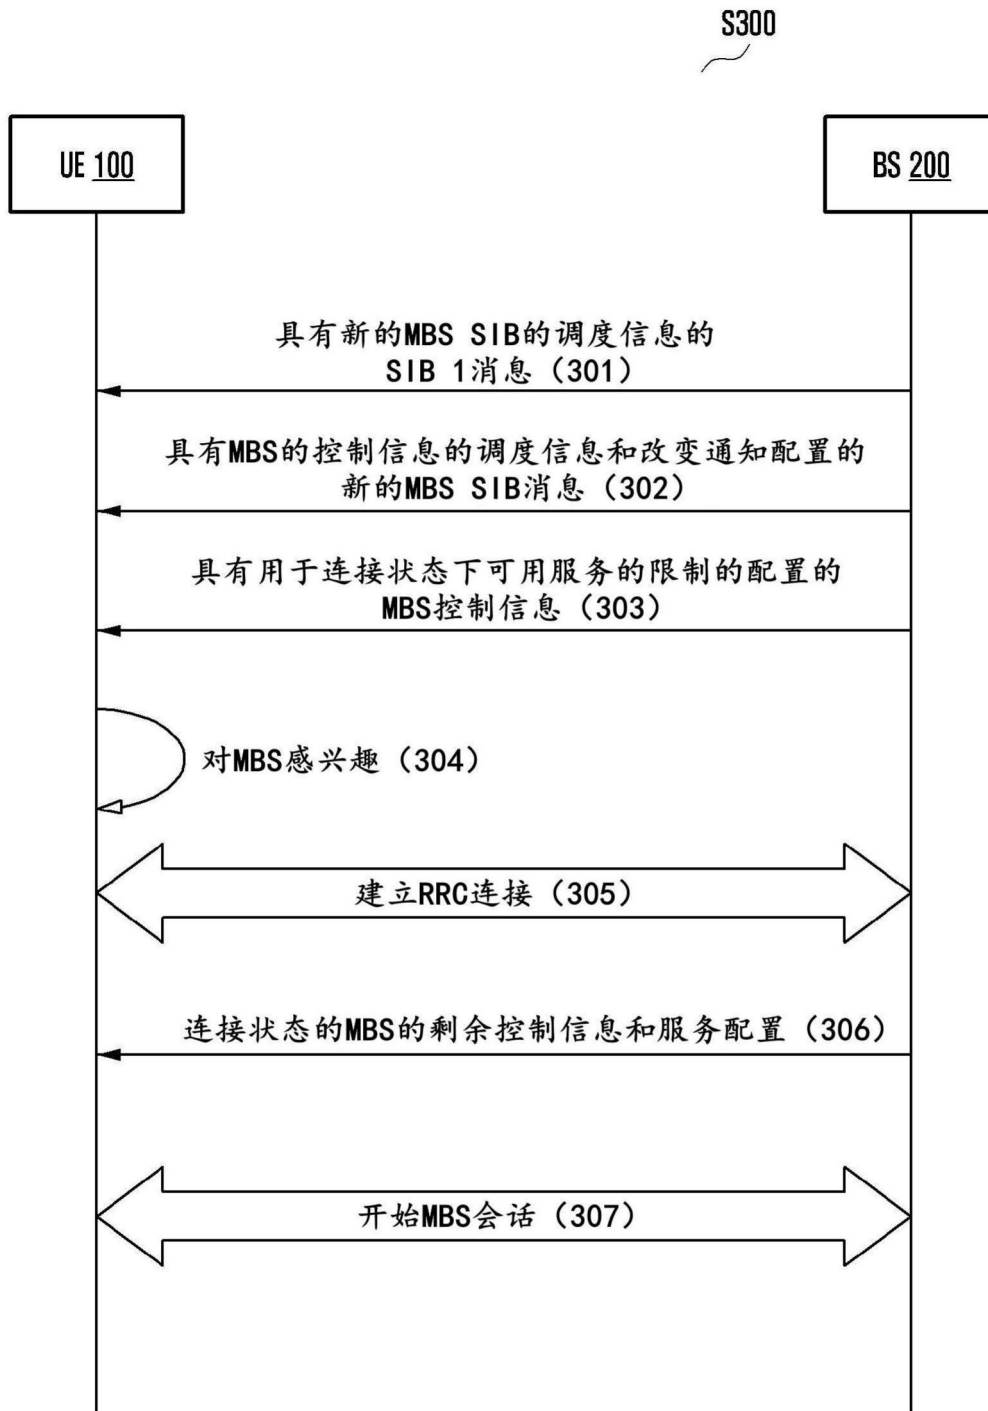 S300
UE 100
BS 200
具有新的MBS SIB的调度信息的
SIB 1消息（301）
具有MBS的控制信息的调度信息和改变通知配置的
新的MBS SIB消息（302）
具有用于连接状态下可用服务的限制的配置的
MBS控制信息（303）
对MBS感兴趣（304）
建立RRC连接（305）
连接状态的MBS的剩余控制信息和服务配置（306）
开始MBS会话（307）